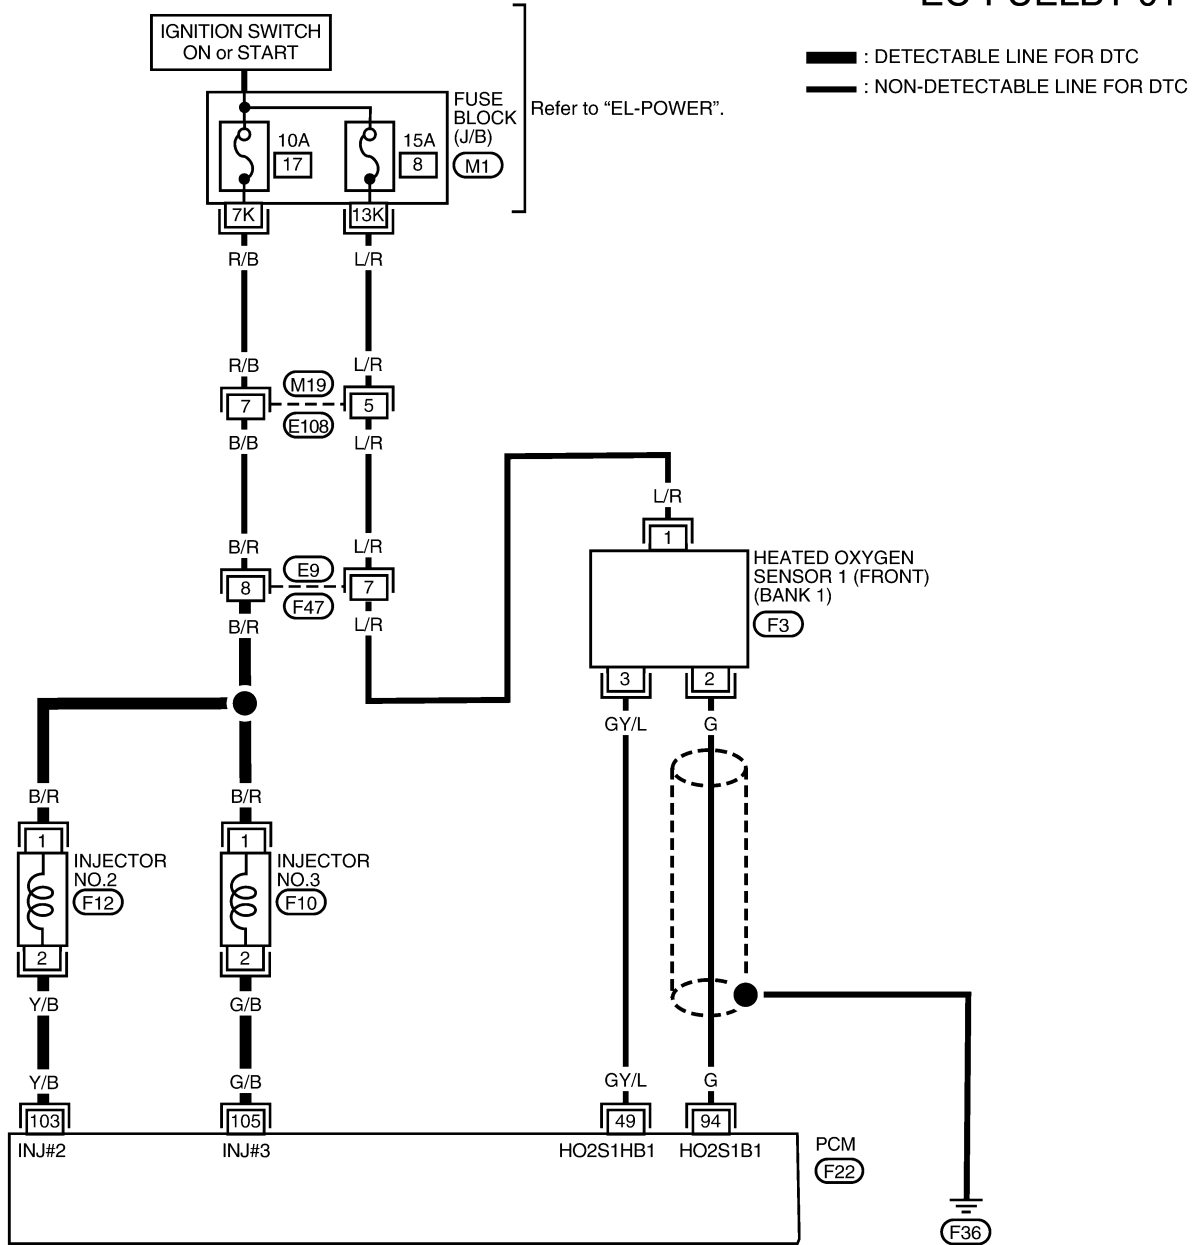 IGNITION SWITCH
ON or START
: DETECTABLE LINE FOR DTC
: NON-DETECTABLE LINE FOR DTC
FUSE
BLOCK
(J/B)
M1
Refer to “EL-POWER”.
10A
17
15A
8
7K
13K
R/B
L/R
R/B
L/R
7
M19
E108
5
B/B
L/R
B/R
L/R
8
E9
F47
7
B/R
L/R
L/R
1
HEATED OXYGEN
SENSOR 1 (FRONT)
(BANK 1)
F3
3
2
GY/L
G
B/R
B/R
1
1
INJECTOR
NO.2
F12
INJECTOR
NO.3
F10
2
2
Y/B
G/B
Y/B
G/B
GY/L
G
103
105
49
94
INJ#2
INJ#3
HO2S1HB1
HO2S1B1
PCM
F22
F36